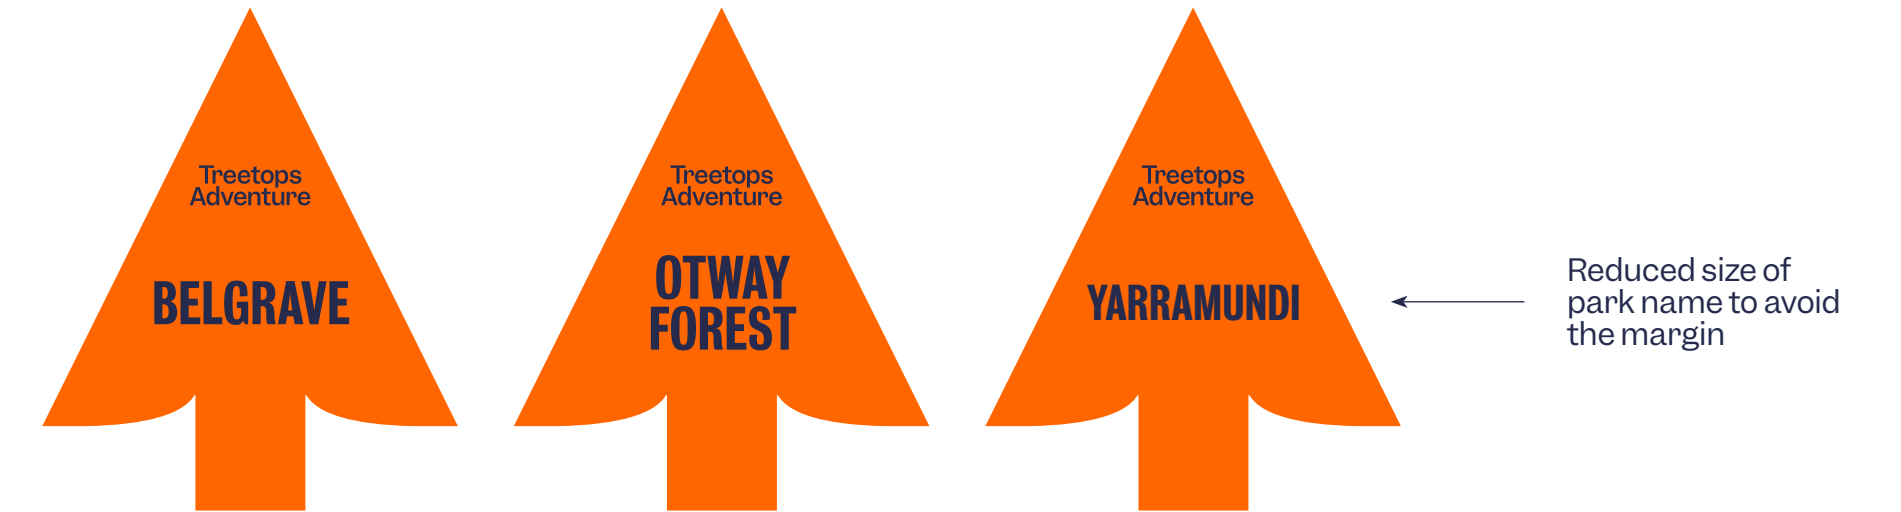 Treetops
Adventure
BELGRAVE
Treetops
Adventure
OTWAY
FOREST
Treetops
Adventure
YARRAMUNDI
Reduced size of
park name to avoid
the margin